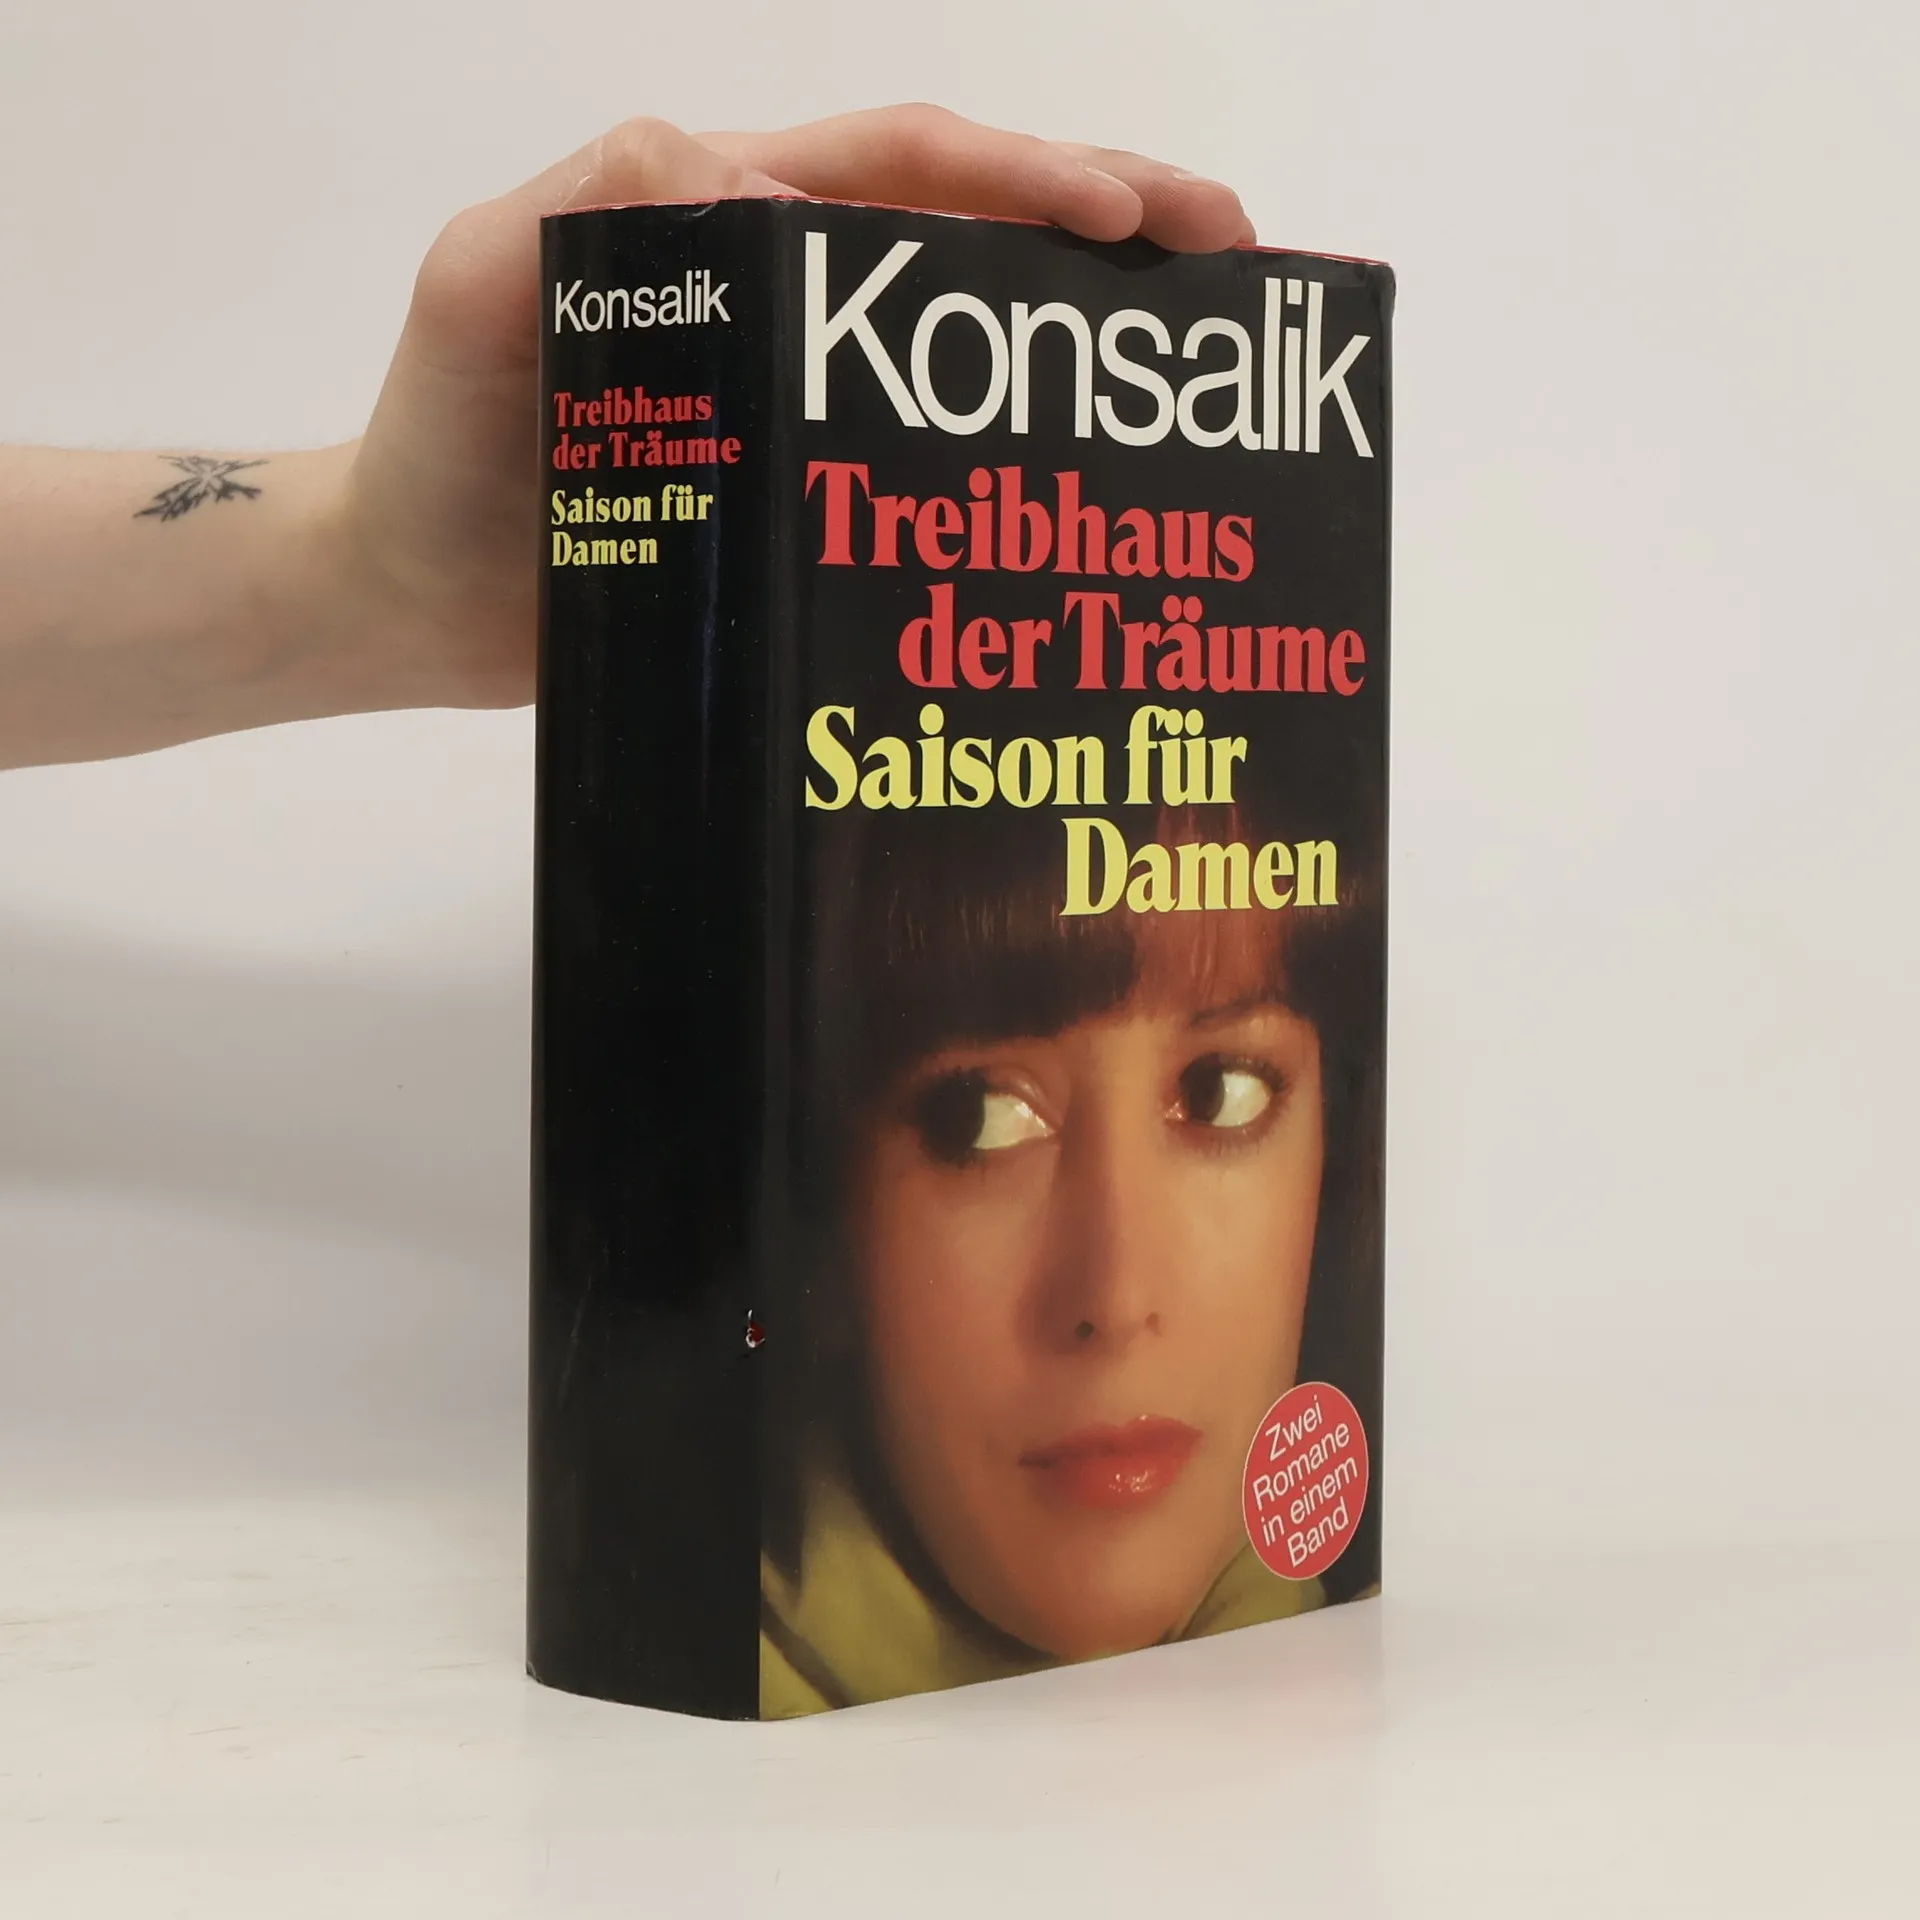 Konsalik
Treibhaus
der Träume
Saison für
Damen
Konsalik
Treibhaus
der Träume
Saison für
Damen
Zwei
Romane
in einem
Band